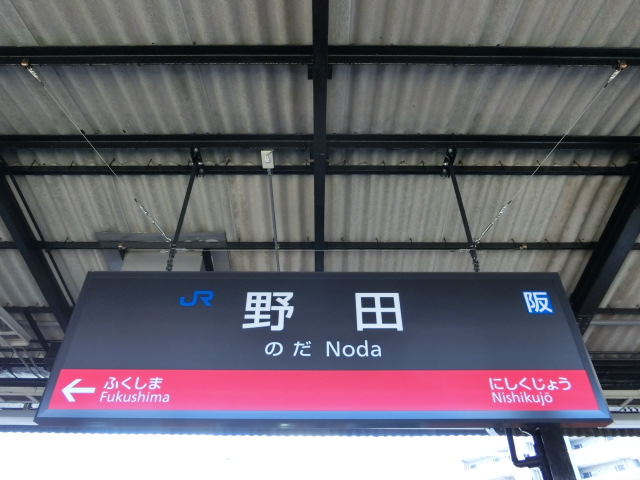 JR 野田 阪
のだ Noda
← ふくしま にしくじょう
Fukushima Nishikujō